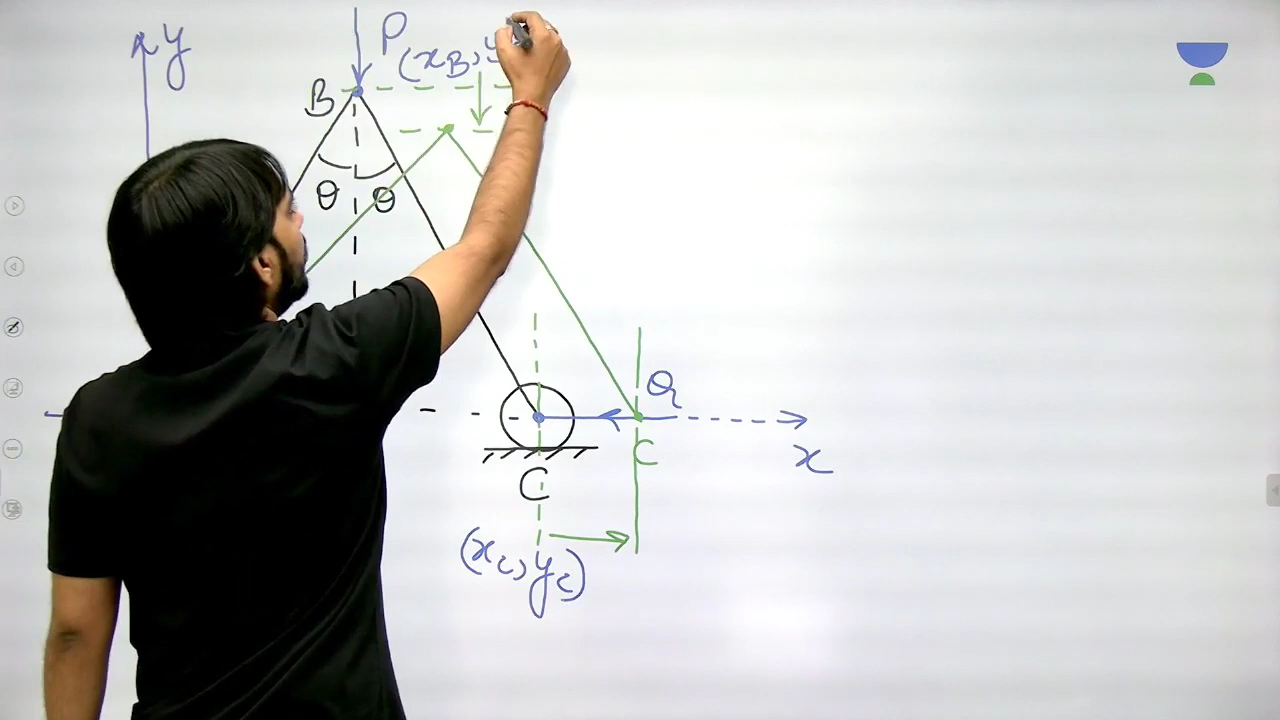 y
P
(x_B, y
B
θ θ
Q
C
x
C
(x_C, y_C)